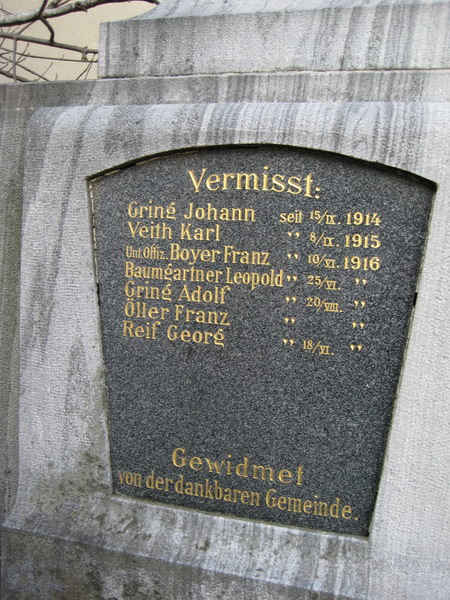 Vermisst:
Gring Johann seit 15/IX. 1914
Veith Karl " 8/IX. 1915
Unt. Offiz. Boyer Franz " 10/XI. 1916
Baumgartner Leopold " 25/VI. "
Gring Adolf " 20/VIII. "
Öller Franz " "
Reif Georg " 18/VI. "
Gewidmet
von der dankbaren Gemeinde.